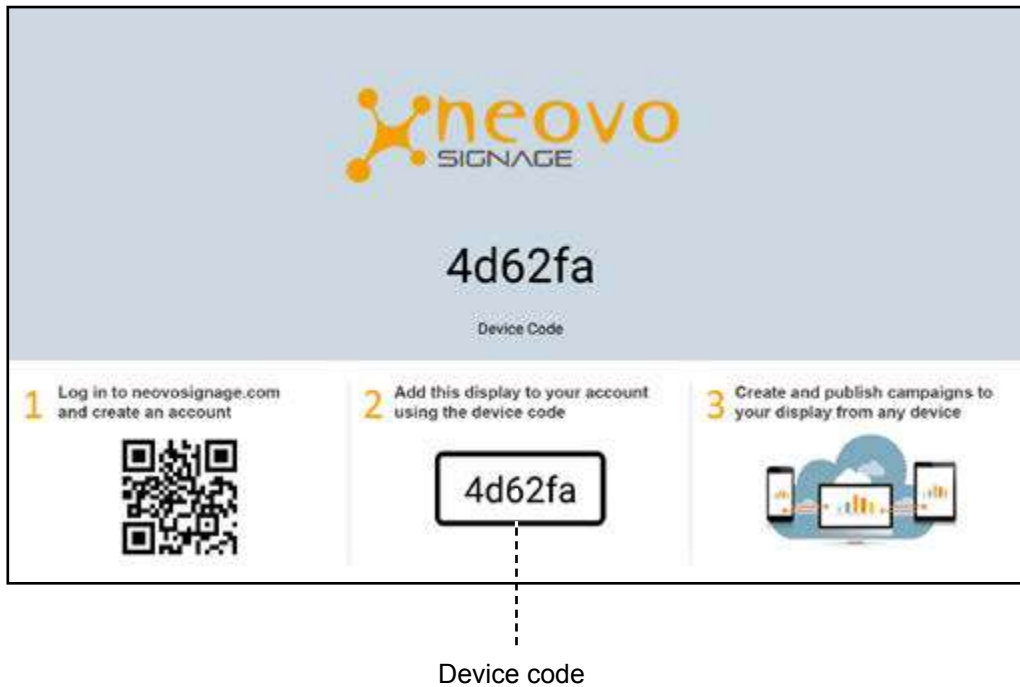 neovo
SIGNAGE
4d62fa
Device Code
1
Log in to neovosignage.com
and create an account
2
Add this display to your account
using the device code
4d62fa
3
Create and publish campaigns to
your display from any device
Device code